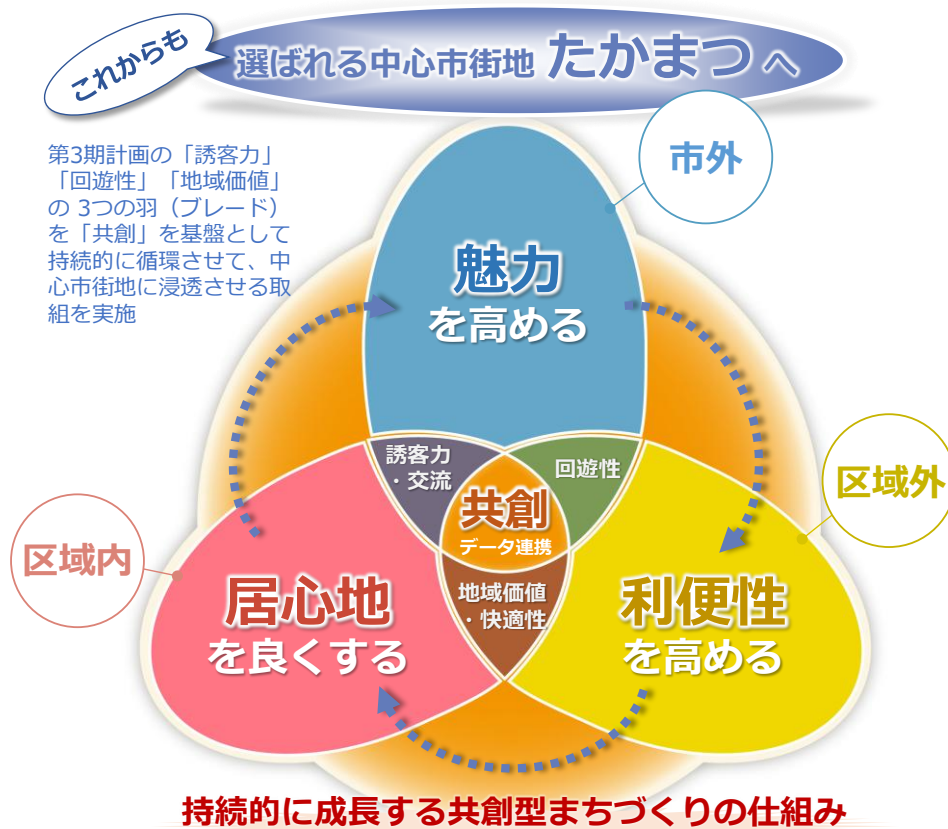 これからも
選ばれる中心市街地 たかまつ へ
第3期計画の「誘客力」
「回遊性」「地域価値」
の 3つの羽（ブレード）
を「共創」を基盤として
持続的に循環させて、中
心市街地に浸透させる取
組を実施
市外
魅力
を高める
誘客力
・交流
回遊性
共創
データ連携
区域外
区域内
地域価値
・快適性
居心地
を良くする
利便性
を高める
持続的に成長する共創型まちづくりの仕組み